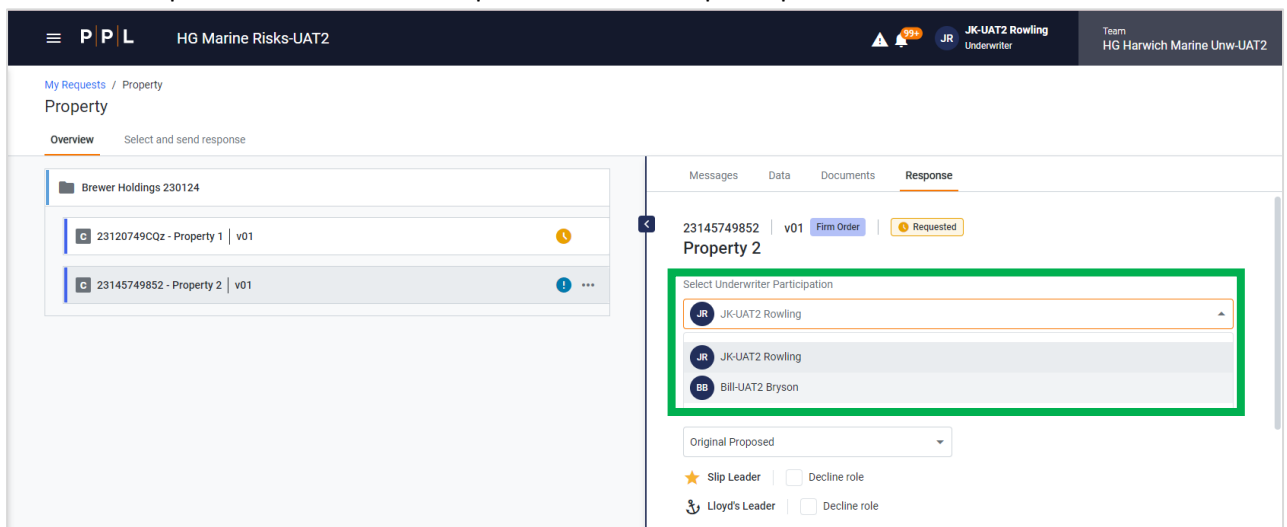 P|P|L HG Marine Risks-UAT2
99+
JR JK-UAT2 Rowling
Underwriter
Team
HG Harwich Marine Unw-UAT2
My Requests / Property
Property
Overview Select and send response
Brewer Holdings 230124
C 23120749CQz - Property 1 | v01
C 23145749852 - Property 2 | v01
Messages Data Documents Response
23145749852 | v01 Firm Order | Requested
Property 2
Select Underwriter Participation
JR JK-UAT2 Rowling
JR JK-UAT2 Rowling
BB Bill-UAT2 Bryson
Original Proposed
Slip Leader | Decline role
Lloyd's Leader | Decline role